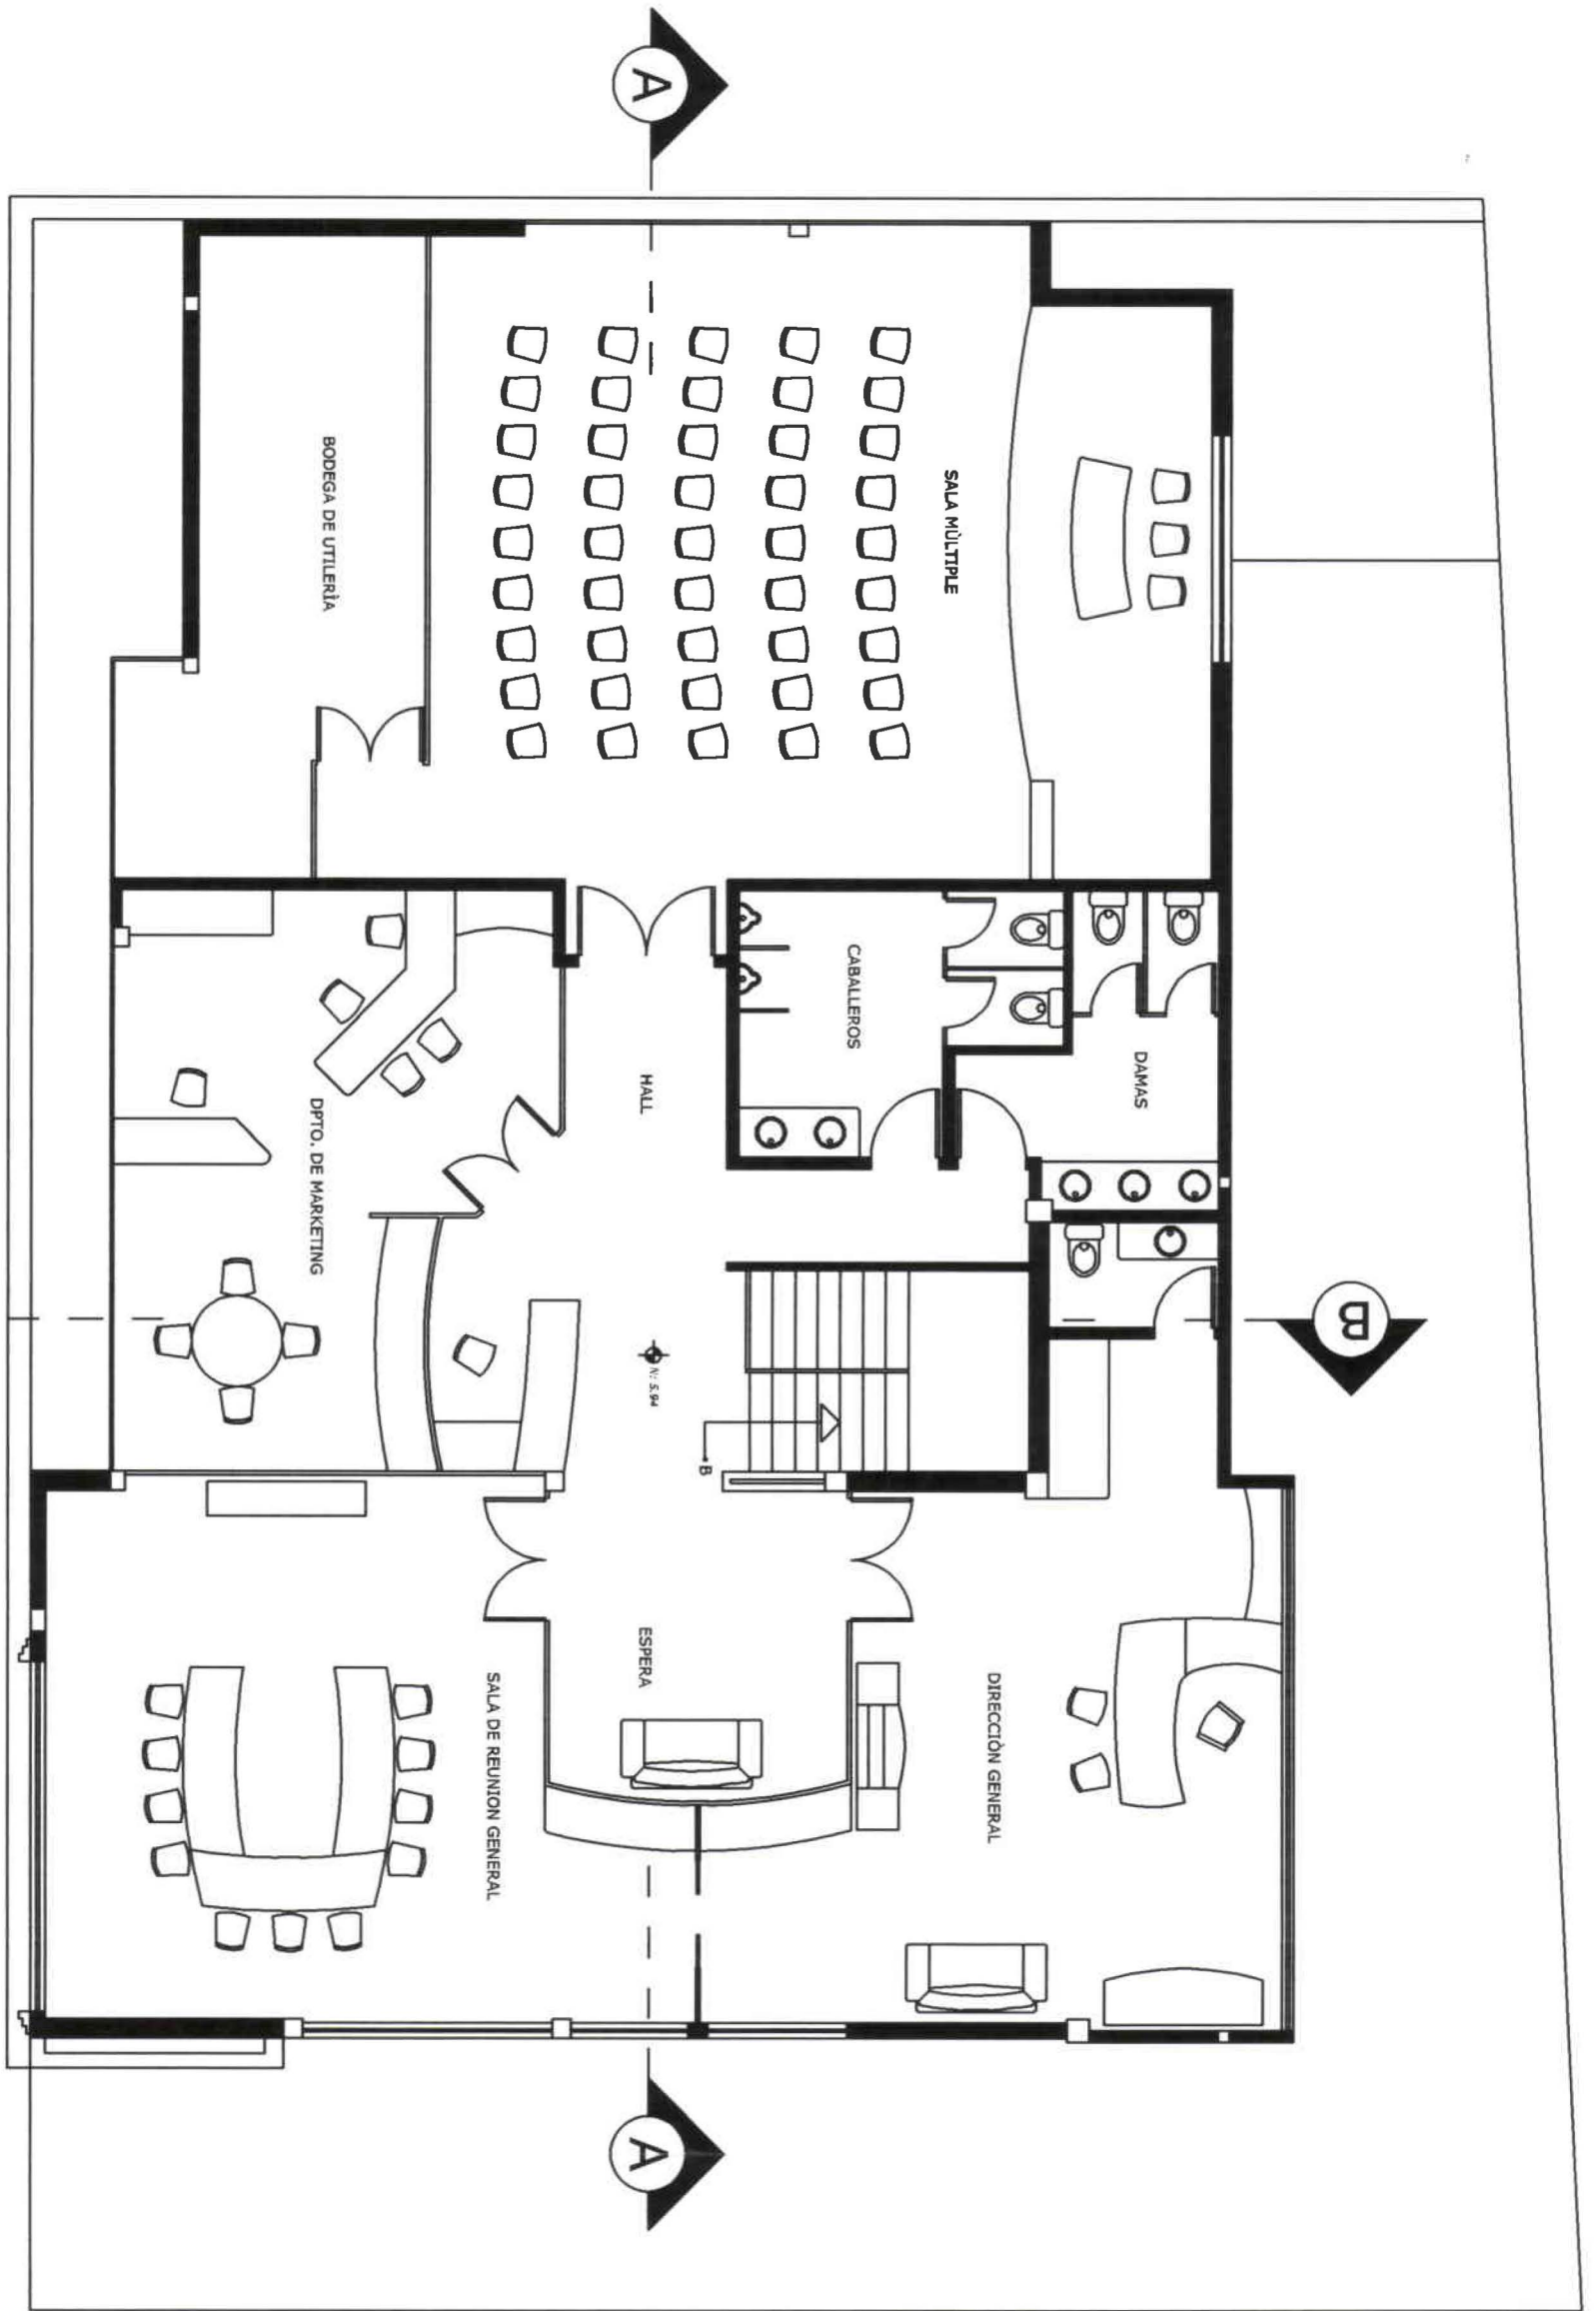 A
B
SALA MÙLTIPLE
BODEGA DE UTILERÌA
CABALLEROS
DAMAS
HALL
DPTO. DE MARKETING
N: 5.94
B
ESPERA
DIRECCIÒN GENERAL
SALA DE REUNION GENERAL
A